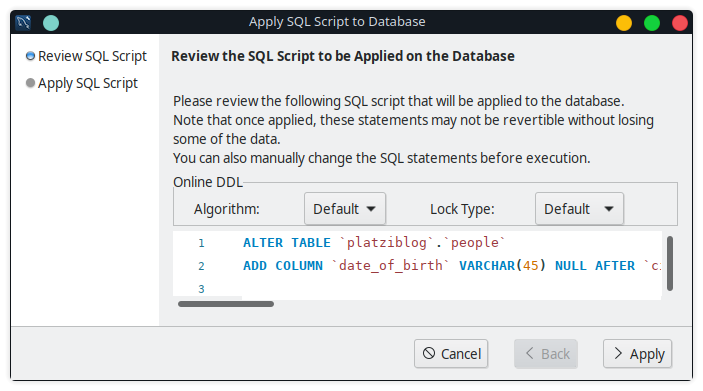 Apply SQL Script to Database
Review SQL Script
Apply SQL Script
Review the SQL Script to be Applied on the Database
Please review the following SQL script that will be applied to the database.
Note that once applied, these statements may not be revertible without losing
some of the data.
You can also manually change the SQL statements before execution.
Online DDL
Algorithm: Default Lock Type: Default
1 ALTER TABLE `platziblog`.`people`
2 ADD COLUMN `date_of_birth` VARCHAR(45) NULL AFTER
3
Cancel Back Apply